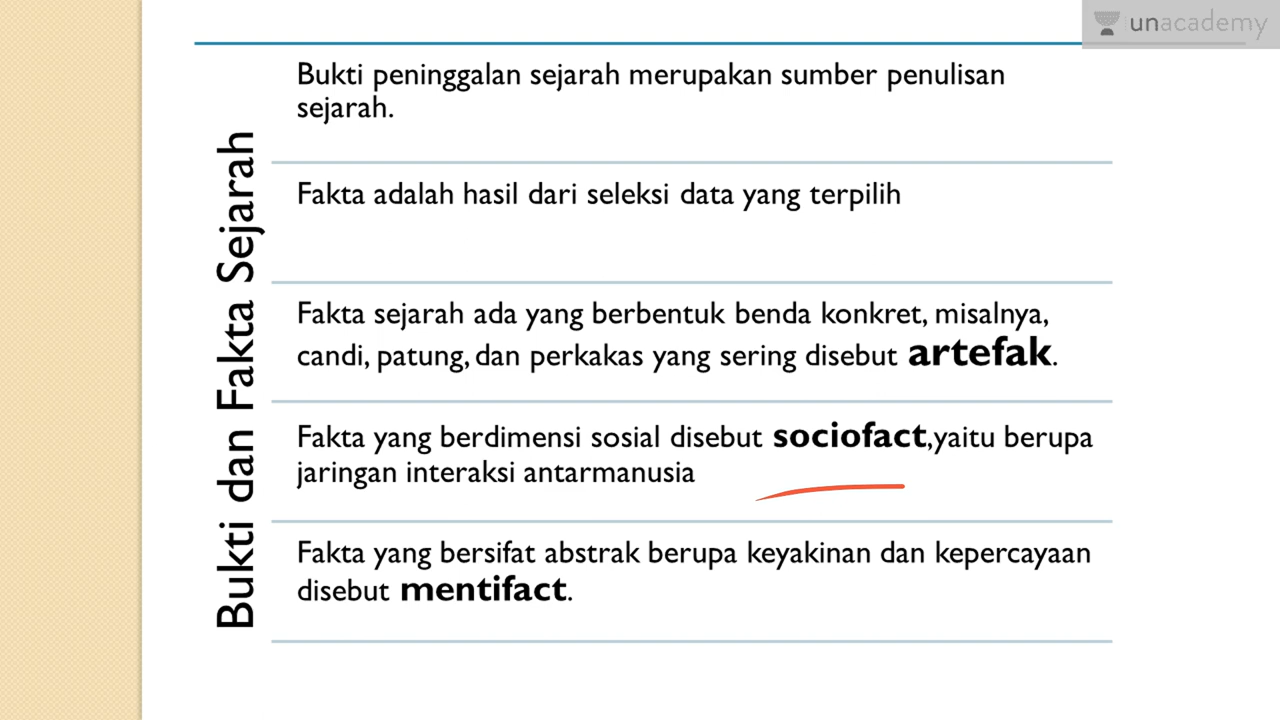 unacademy
Bukti dan Fakta Sejarah
Bukti peninggalan sejarah merupakan sumber penulisan
sejarah.
Fakta adalah hasil dari seleksi data yang terpilih
Fakta sejarah ada yang berbentuk benda konkret, misalnya,
candi, patung, dan perkakas yang sering disebut artefak.
Fakta yang berdimensi sosial disebut sociofact,yaitu berupa
jaringan interaksi antarmanusia
Fakta yang bersifat abstrak berupa keyakinan dan kepercayaan
disebut mentifact.